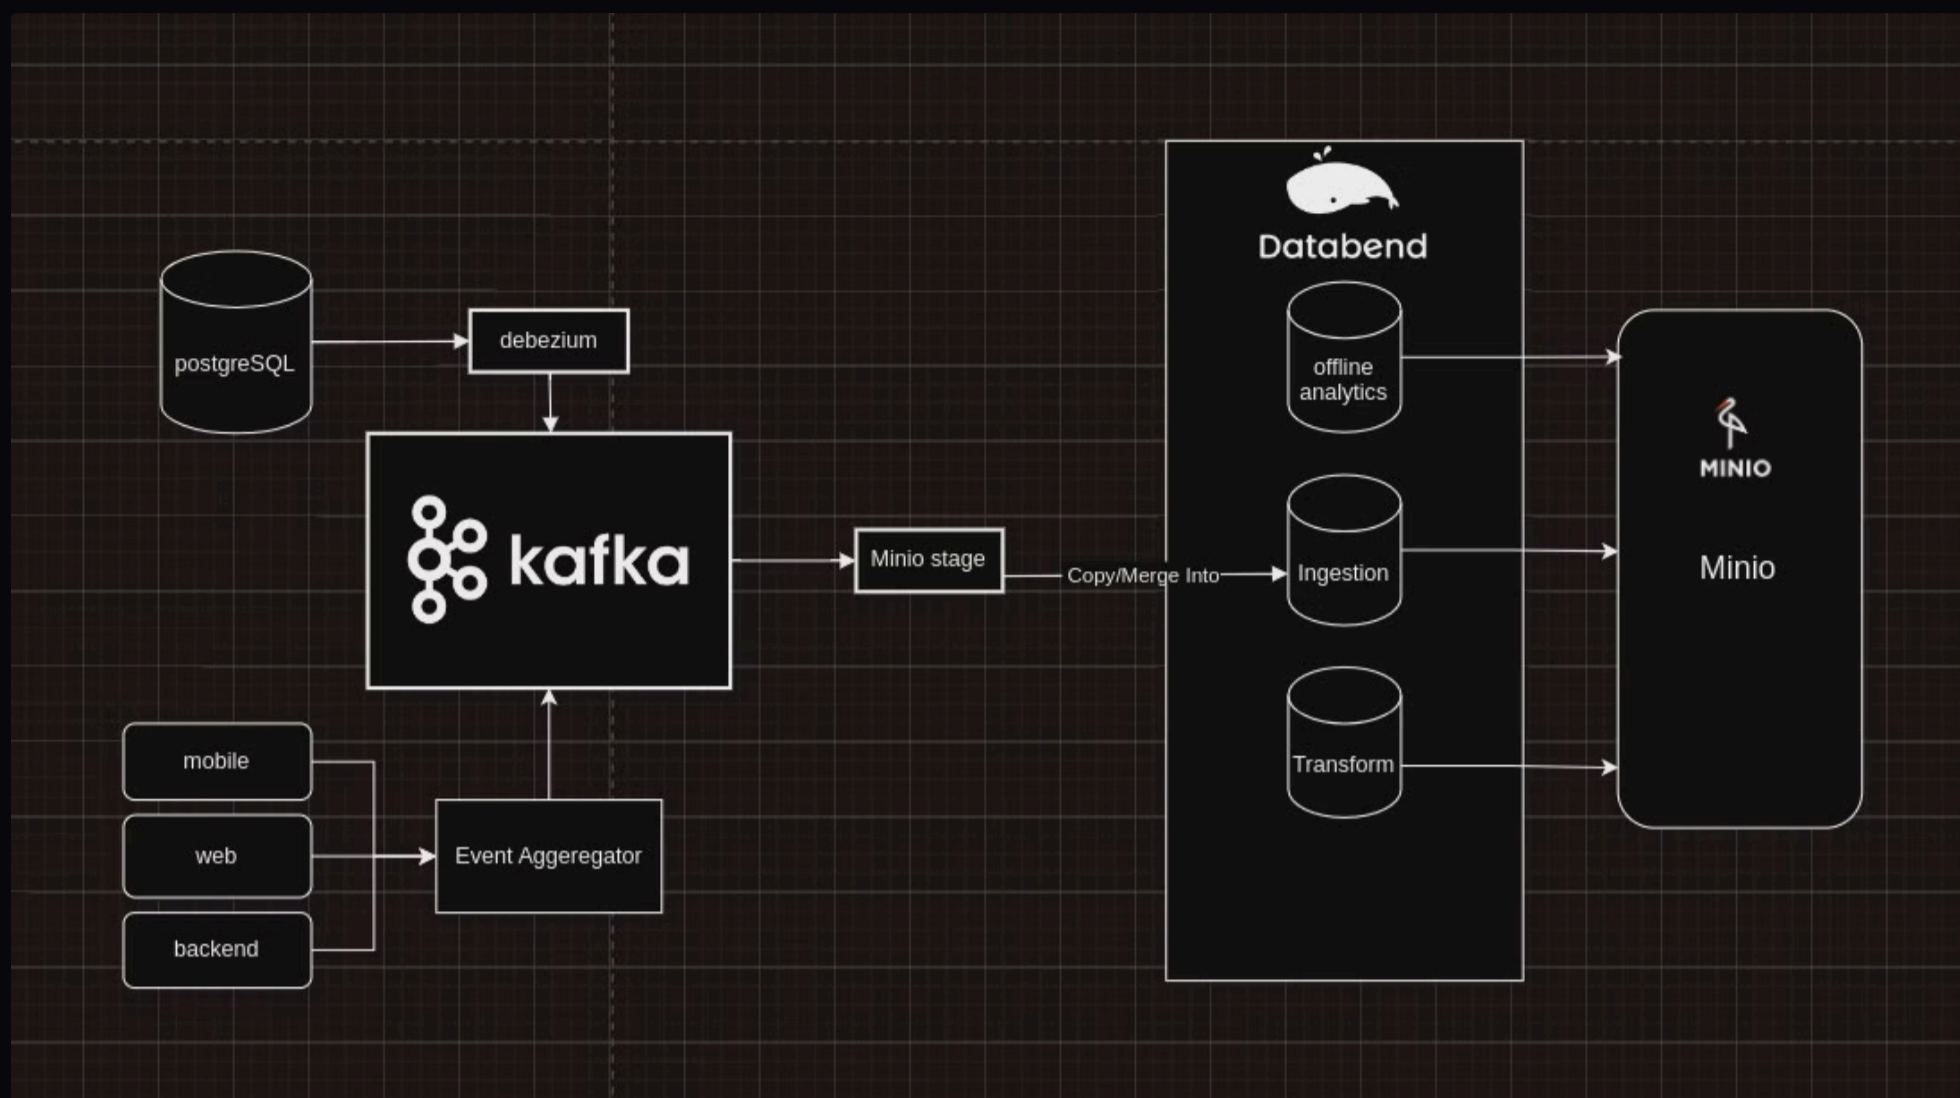 Databend
postgreSQL
debezium
offline
analytics
kafka
MINIO
Minio stage
Copy/Merge Into
Ingestion
Minio
mobile
Transform
web
Event Aggeregator
backend